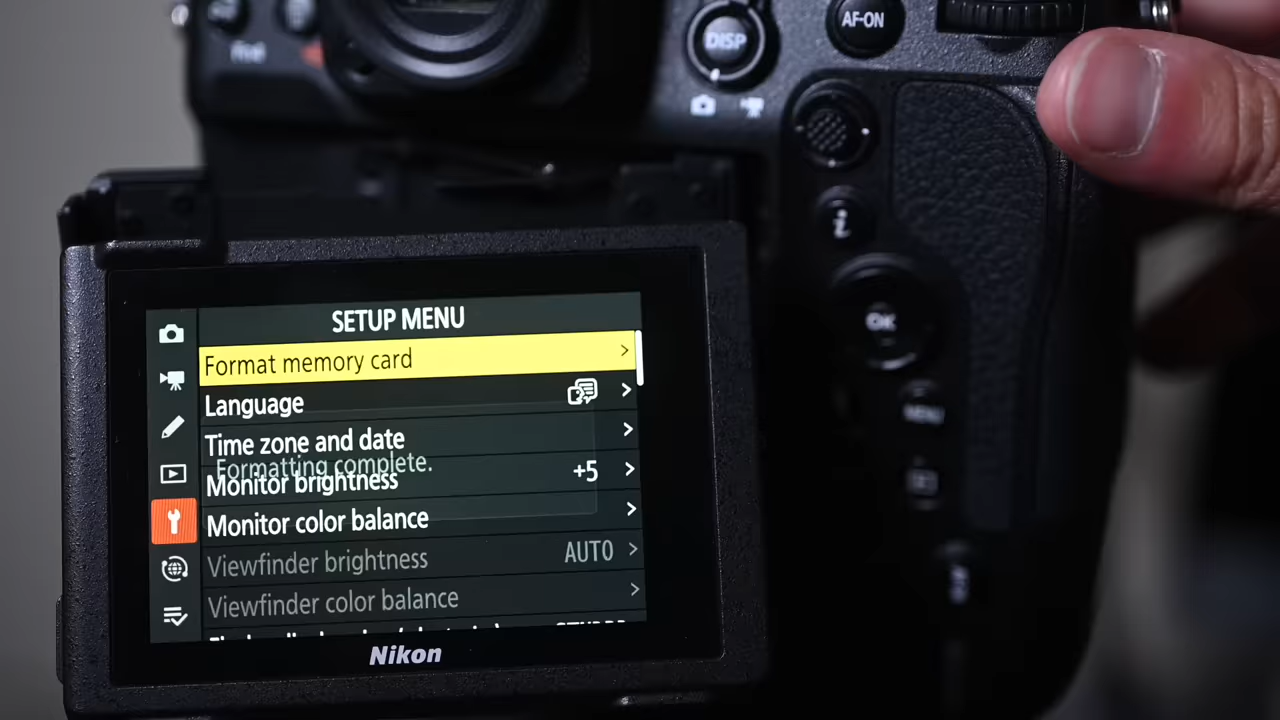 DISP
AF-ON
i
OK
MENU
SETUP MENU
Format memory card
Language
Time zone and date
Formatting complete.
Monitor brightness +5
Monitor color balance
Viewfinder brightness AUTO
Viewfinder color balance
Nikon